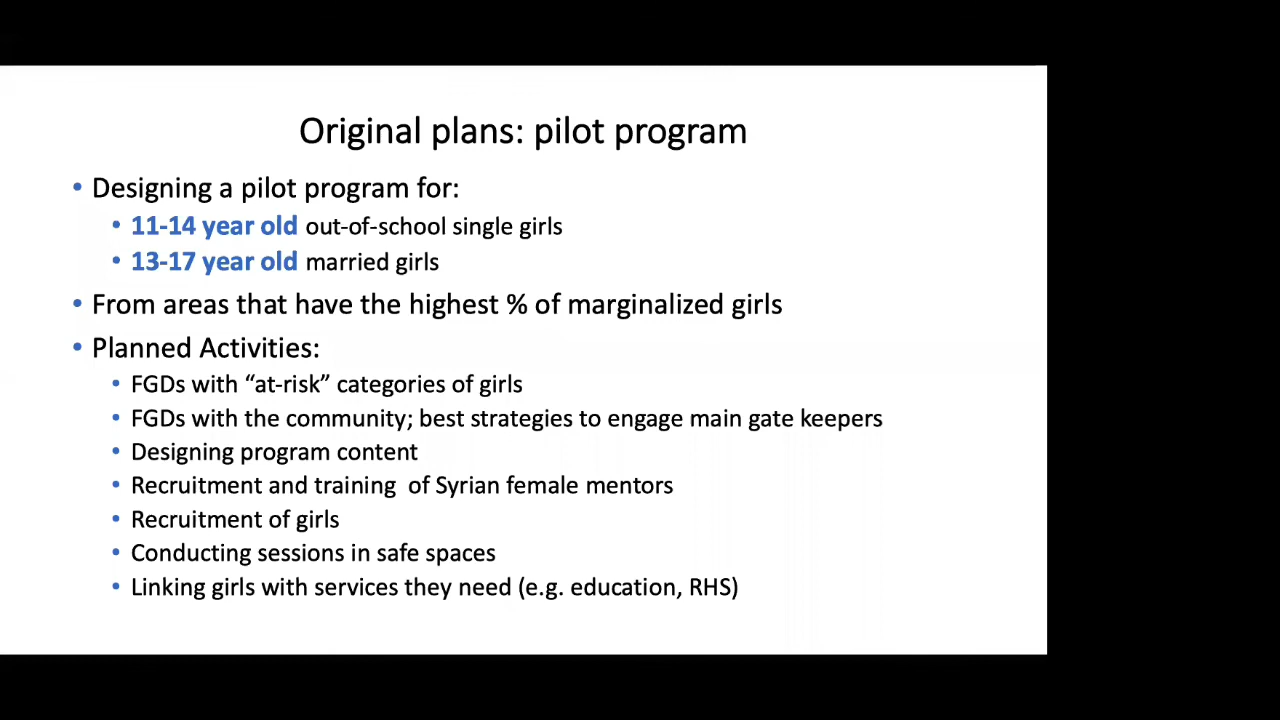 Original plans: pilot program
• Designing a pilot program for:
• 11-14 year old out-of-school single girls
• 13-17 year old married girls
• From areas that have the highest % of marginalized girls
• Planned Activities:
• FGDs with “at-risk” categories of girls
• FGDs with the community; best strategies to engage main gate keepers
• Designing program content
• Recruitment and training  of Syrian female mentors
• Recruitment of girls
• Conducting sessions in safe spaces
• Linking girls with services they need (e.g. education, RHS)